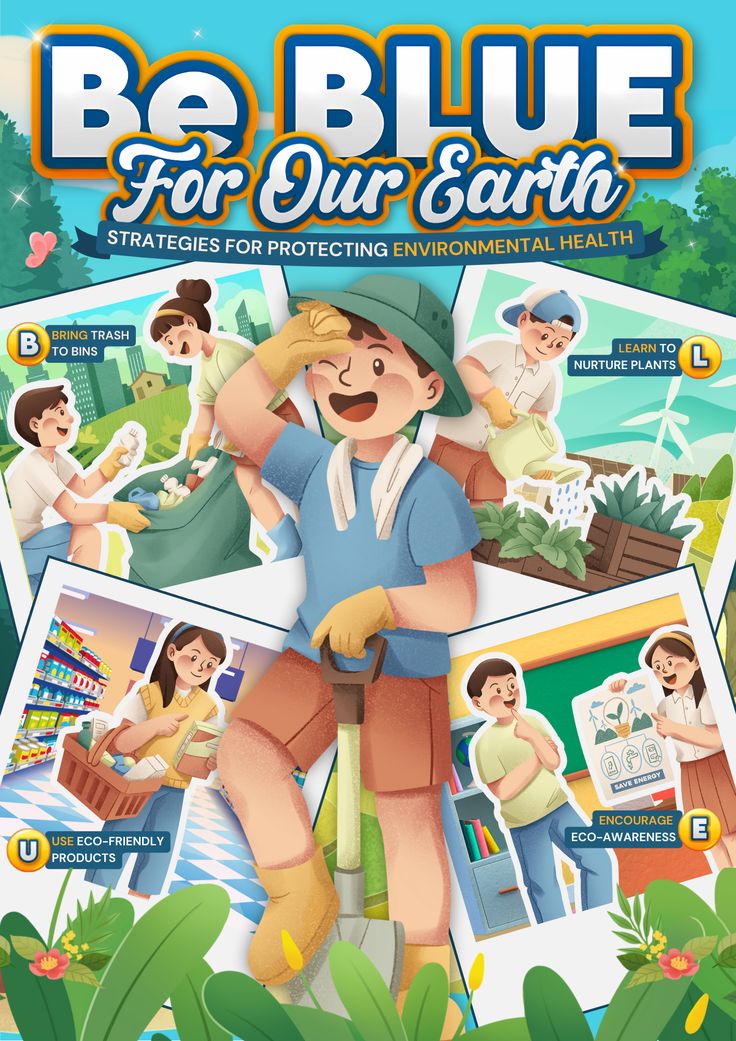 Be BLUE
For Our Earth
STRATEGIES FOR PROTECTING ENVIRONMENTAL HEALTH
B
BRING TRASH
TO BINS
L
LEARN TO
NURTURE PLANTS
U
USE ECO-FRIENDLY
PRODUCTS
E
ENCOURAGE
ECO-AWARENESS
SAVE ENERGY